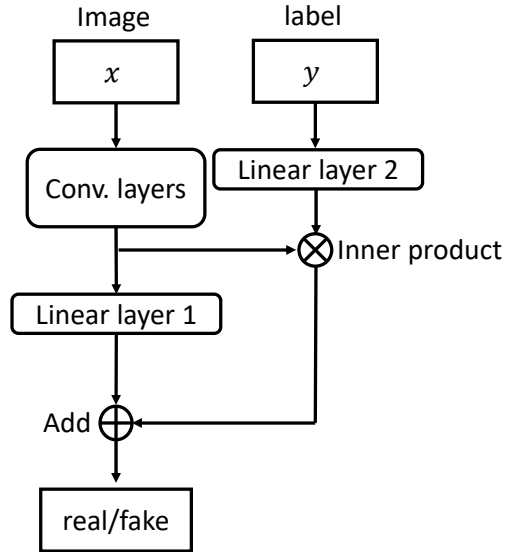 Image
label
x
y
Conv. layers
Linear layer 2
Inner product
Linear layer 1
Add
real/fake